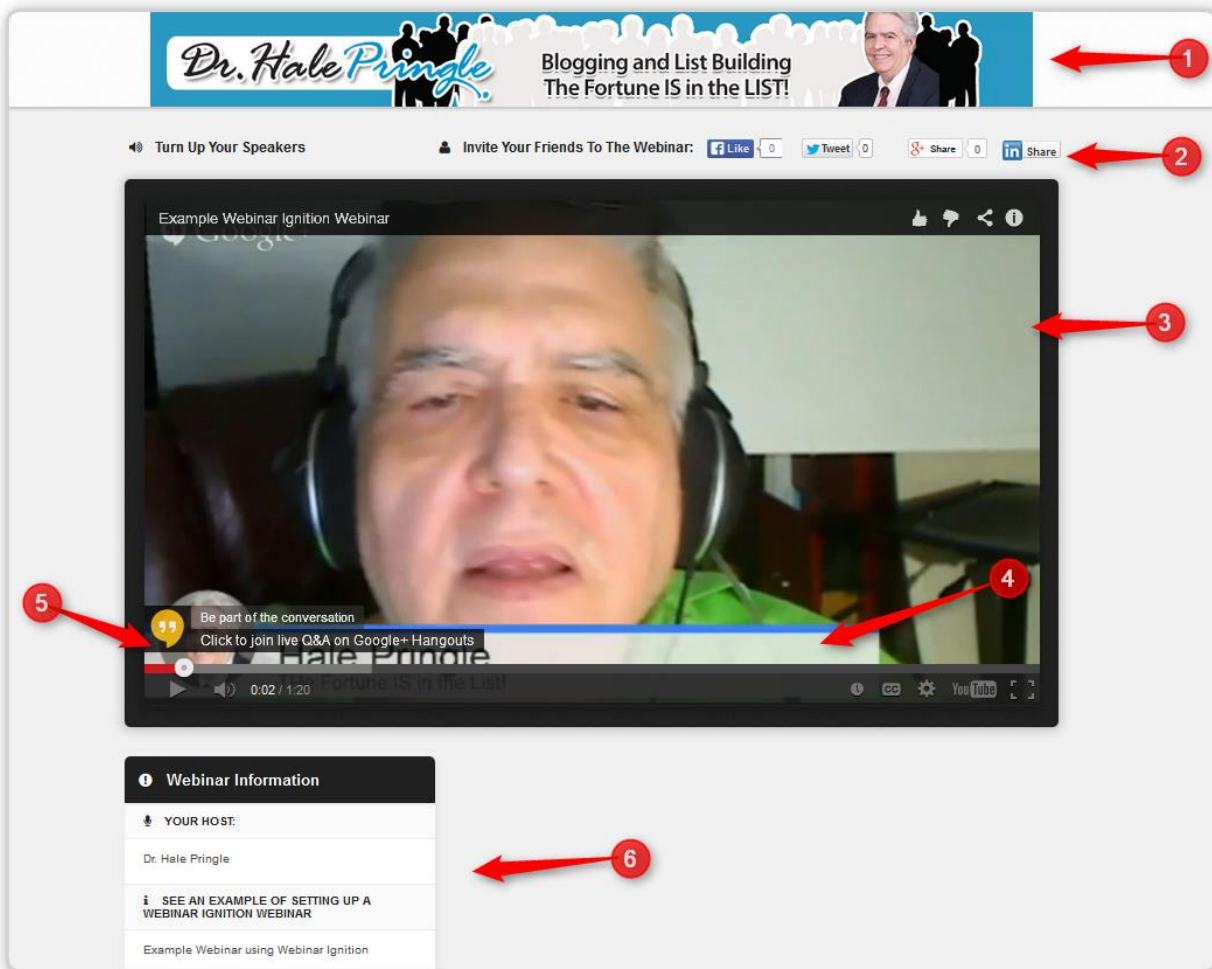 Dr. Hale Pringle
Blogging and List Building
The Fortune IS in the LIST!
1
Turn Up Your Speakers
Invite Your Friends To The Webinar:
Like 0
Tweet 0
g+ Share 0
in Share
2
Example Webinar Ignition Webinar
Google+
3
4
5
Be part of the conversation
Click to join live Q&A on Google+ Hangouts
Hale Pringle
The Fortune IS in the List!
0:02 / 1:20
CC
YouTube
Webinar Information
YOUR HOST:
Dr. Hale Pringle
6
SEE AN EXAMPLE OF SETTING UP A
WEBINAR IGNITION WEBINAR
Example Webinar using Webinar Ignition